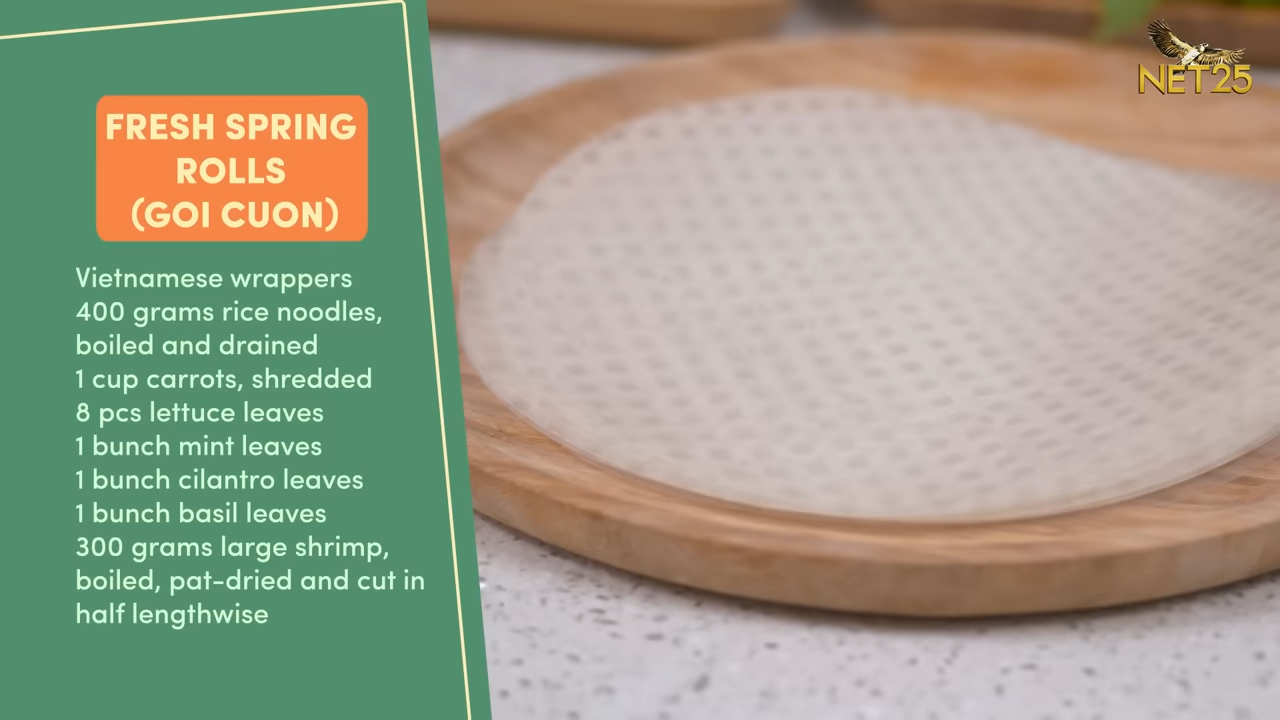 FRESH SPRING
ROLLS
(GOI CUON)
Vietnamese wrappers
400 grams rice noodles,
boiled and drained
1 cup carrots, shredded
8 pcs lettuce leaves
1 bunch mint leaves
1 bunch cilantro leaves
1 bunch basil leaves
300 grams large shrimp,
boiled, pat-dried and cut in
half lengthwise
NET25